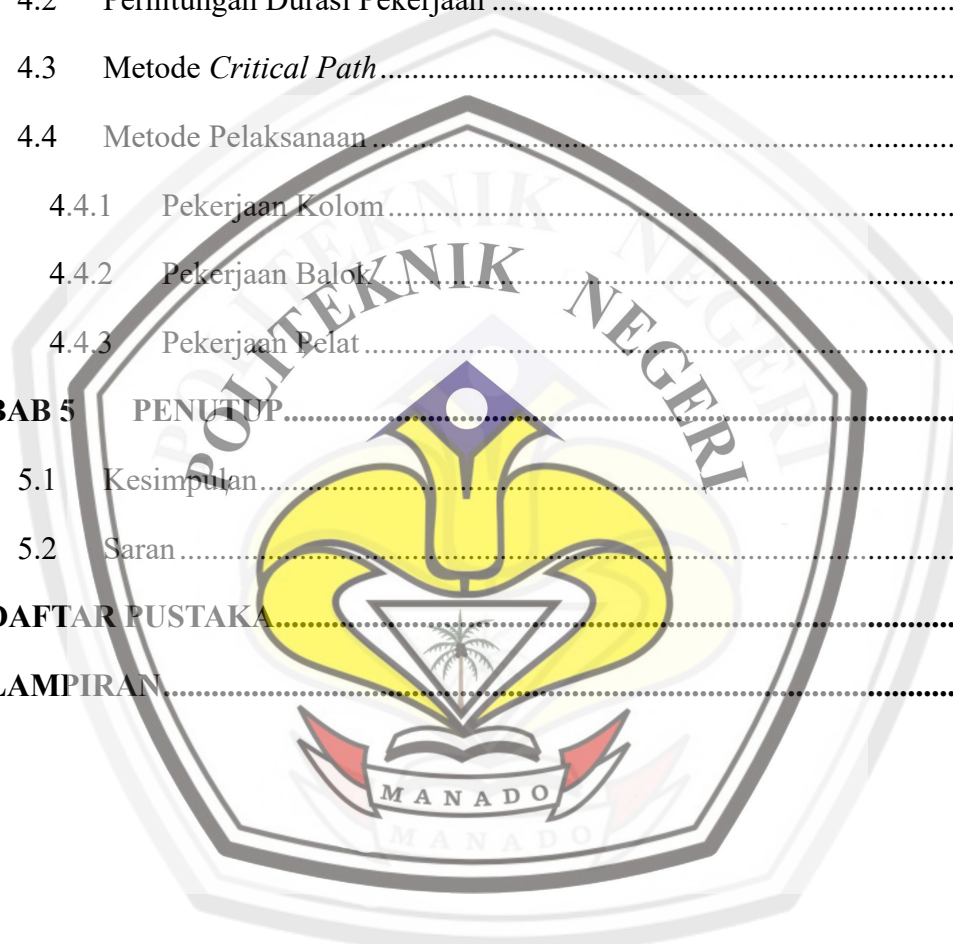 4.2 Perhitungan Durasi Pekerjaan ........................................................
4.3 Metode Critical Path........................................................................
4.4 Metode Pelaksanaan........................................................................
4.4.1 Pekerjaan Kolom........................................................................
4.4.2 Pekerjaan Balok........................................................................
4.4.3 Pekerjaan Pelat........................................................................
BAB 5 PENUTUP........................................................................
5.1 Kesimpulan........................................................................
5.2 Saran........................................................................
DAFTAR PUSTAKA........................................................................
LAMPIRAN........................................................................
POLITEKNIK NEGERI
MANADO
POLITEKNIK NEGERI
MANADO